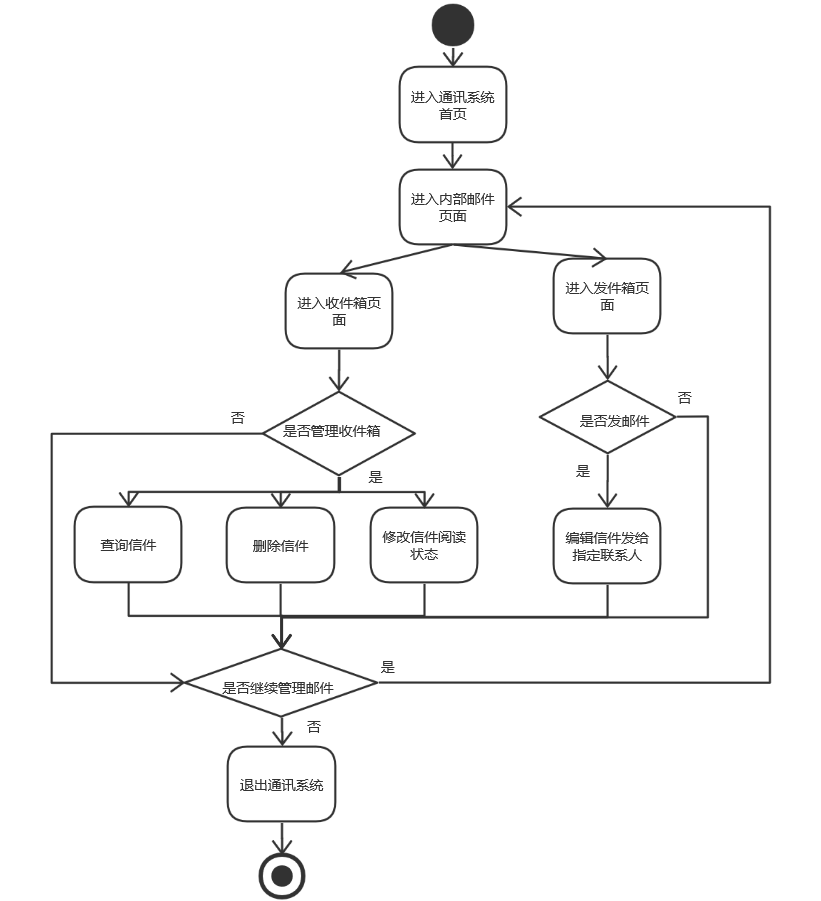 进入通讯系统
首页
进入内部邮件
页面
进入收件箱页
面
进入发件箱页
面
否
是否管理收件箱
是
否
是否发邮件
是
查询信件
删除信件
修改信件阅读
状态
编辑信件发给
指定联系人
是否继续管理邮件
是
否
退出通讯系统